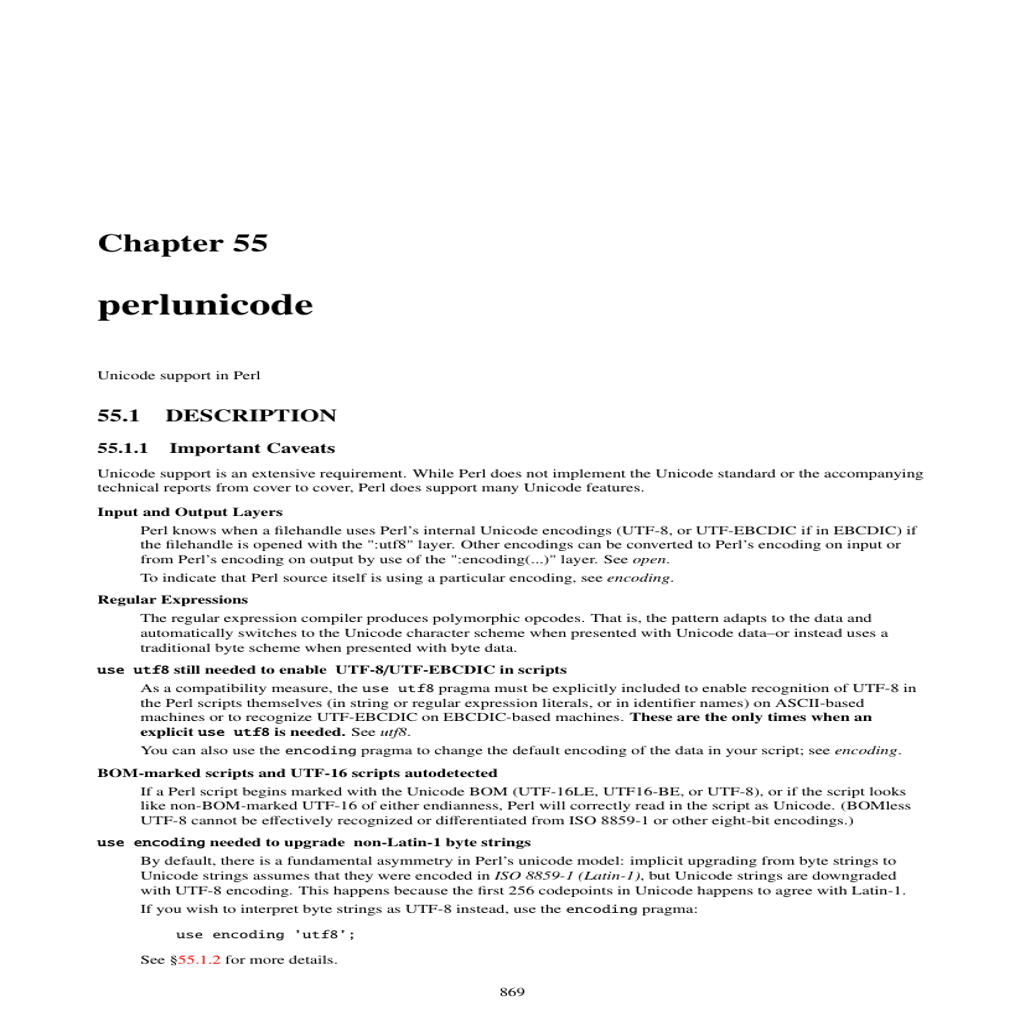 Chapter 55
perlunicode
Unicode support in Perl
55.1 DESCRIPTION
55.1.1 Important Caveats
Unicode support is an extensive requirement. While Perl does not implement the Unicode standard or the accompanying
technical reports from cover to cover, Perl does support many Unicode features.
Input and Output Layers
Perl knows when a filehandle uses Perl's internal Unicode encodings (UTF-8, or UTF-EBCDIC if in EBCDIC) if
the filehandle is opened with the ":utf8" layer. Other encodings can be converted to Perl's encoding on input or
from Perl's encoding on output by use of the ":encoding(...)" layer. See open.
To indicate that Perl source itself is using a particular encoding, see encoding.
Regular Expressions
The regular expression compiler produces polymorphic opcodes. That is, the pattern adapts to the data and
automatically switches to the Unicode character scheme when presented with Unicode data–or instead uses a
traditional byte scheme when presented with byte data.
use utf8 still needed to enable UTF-8/UTF-EBCDIC in scripts
As a compatibility measure, the use utf8 pragma must be explicitly included to enable recognition of UTF-8 in
the Perl scripts themselves (in string or regular expression literals, or in identifier names) on ASCII-based
machines or to recognize UTF-EBCDIC on EBCDIC-based machines. These are the only times when an
explicit use utf8 is needed. See utf8.
You can also use the encoding pragma to change the default encoding of the data in your script; see encoding.
BOM-marked scripts and UTF-16 scripts autodetected
If a Perl script begins marked with the Unicode BOM (UTF-16LE, UTF16-BE, or UTF-8), or if the script looks
like non-BOM-marked UTF-16 of either endianness, Perl will correctly read in the script as Unicode. (BOMless
UTF-8 cannot be effectively recognized or differentiated from ISO 8859-1 or other eight-bit encodings.)
use encoding needed to upgrade non-Latin-1 byte strings
By default, there is a fundamental asymmetry in Perl's unicode model: implicit upgrading from byte strings to
Unicode strings assumes that they were encoded in ISO 8859-1 (Latin-1), but Unicode strings are downgraded
with UTF-8 encoding. This happens because the first 256 codepoints in Unicode happens to agree with Latin-1.
If you wish to interpret byte strings as UTF-8 instead, use the encoding pragma:
use encoding 'utf8';
See §55.1.2 for more details.
869